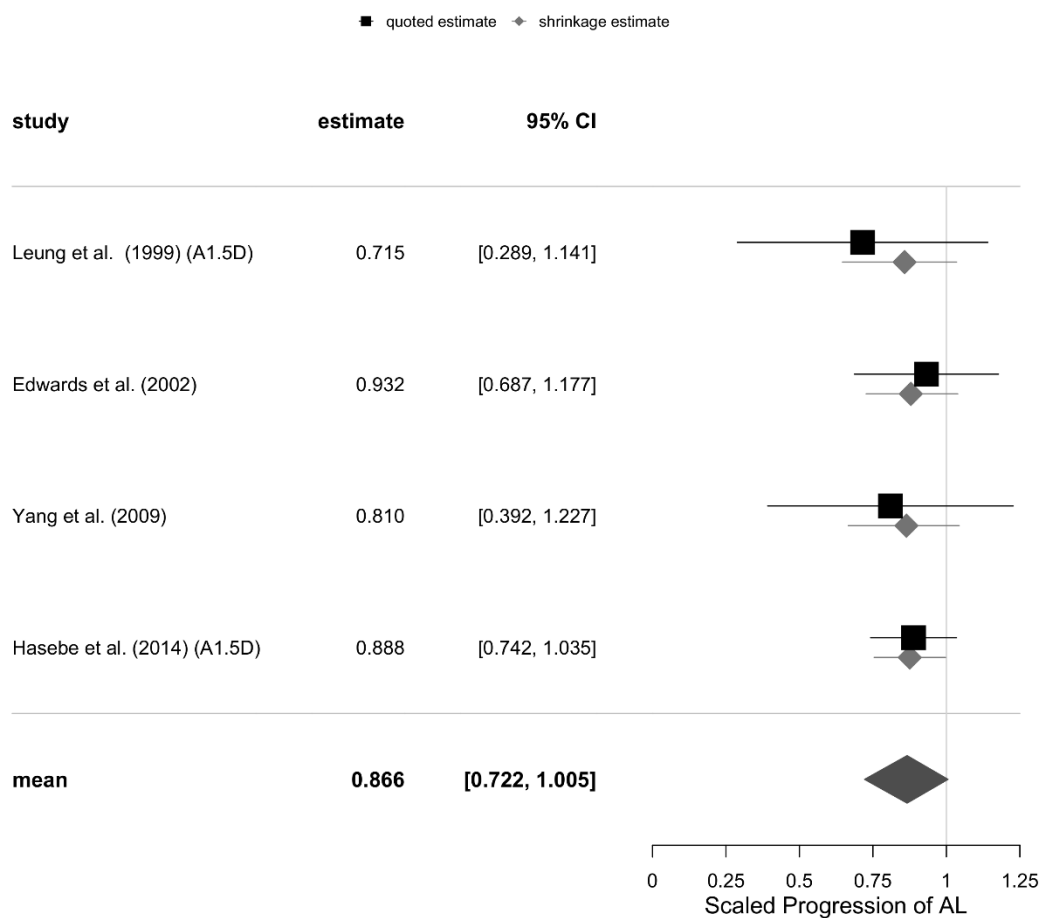 quoted estimate shrinkage estimate
study estimate 95% CI
Leung et al. (1999) (A1.5D) 0.715 [0.289, 1.141]
Edwards et al. (2002) 0.932 [0.687, 1.177]
Yang et al. (2009) 0.810 [0.392, 1.227]
Hasebe et al. (2014) (A1.5D) 0.888 [0.742, 1.035]
mean 0.866 [0.722, 1.005]
0 0.25 0.5 0.75 1 1.25
Scaled Progression of AL